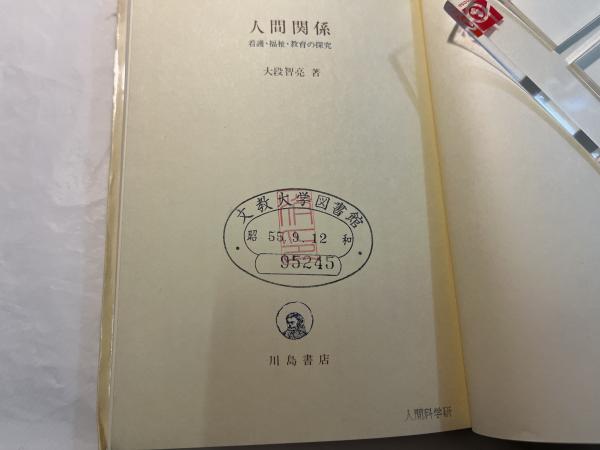 人間関係
看護・福祉・教育の探究
大段智亮 著
文教大学図書館
昭 55.9.12 和
95245
川島書店
人間科学研